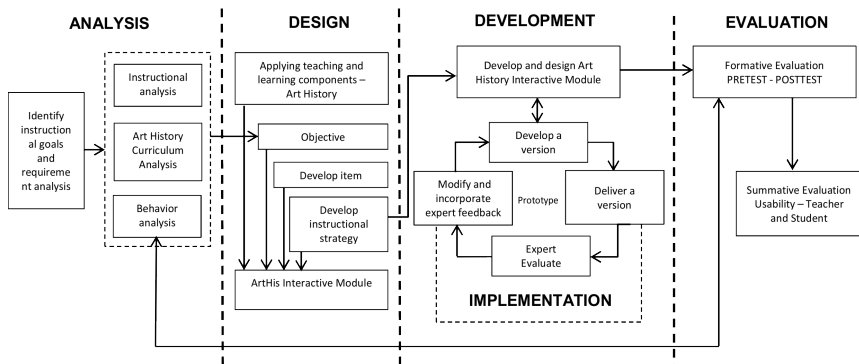 ANALYSIS
Identify
instruction
al goals
and
requireme
nt analysis
Instructional
analysis
Art History
Curriculum
Analysis
Behavior
analysis
DESIGN
Applying teaching and
learning components –
Art History
Objective
Develop item
Develop
instructional
strategy
ArtHis Interactive Module
DEVELOPMENT
Develop and design Art
History Interactive Module
Develop a
version
Modify and
incorporate
expert feedback
Prototype
Deliver a
version
Expert
Evaluate
IMPLEMENTATION
EVALUATION
Formative Evaluation
PRETEST - POSTTEST
Summative Evaluation
Usability – Teacher
and Student